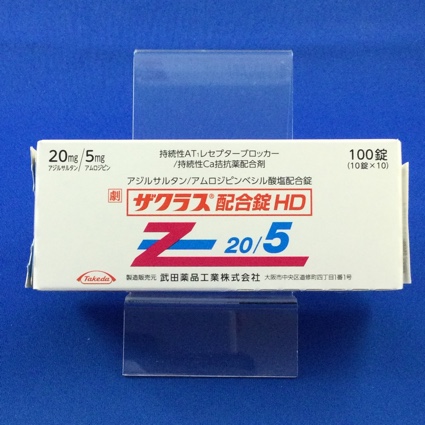 20mg/5mg
アジルサルタン/アムロジピン
持続性AT₁レセプターブロッカー
/持続性Ca拮抗薬配合剤
100錠
(10錠×10)
アジルサルタン/アムロジピンベシル酸塩配合錠
劇 ザクラス®配合錠HD
Z 20/5
Takeda
製造販売元 武田薬品工業株式会社 大阪市中央区道修町四丁目1番1号